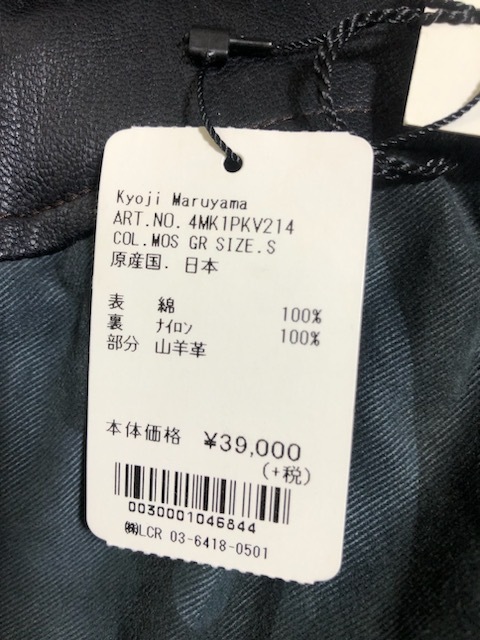 Kyoji Maruyama
ART.NO. 4MK1PKV214
COL.MOS GR SIZE.S
原産国. 日本
表 綿 100%
裏 ﾅｲﾛﾝ 100%
部分 山羊革
本体価格 ¥39,000
(+税)
0030001046844
㈱LCR 03-6418-0501